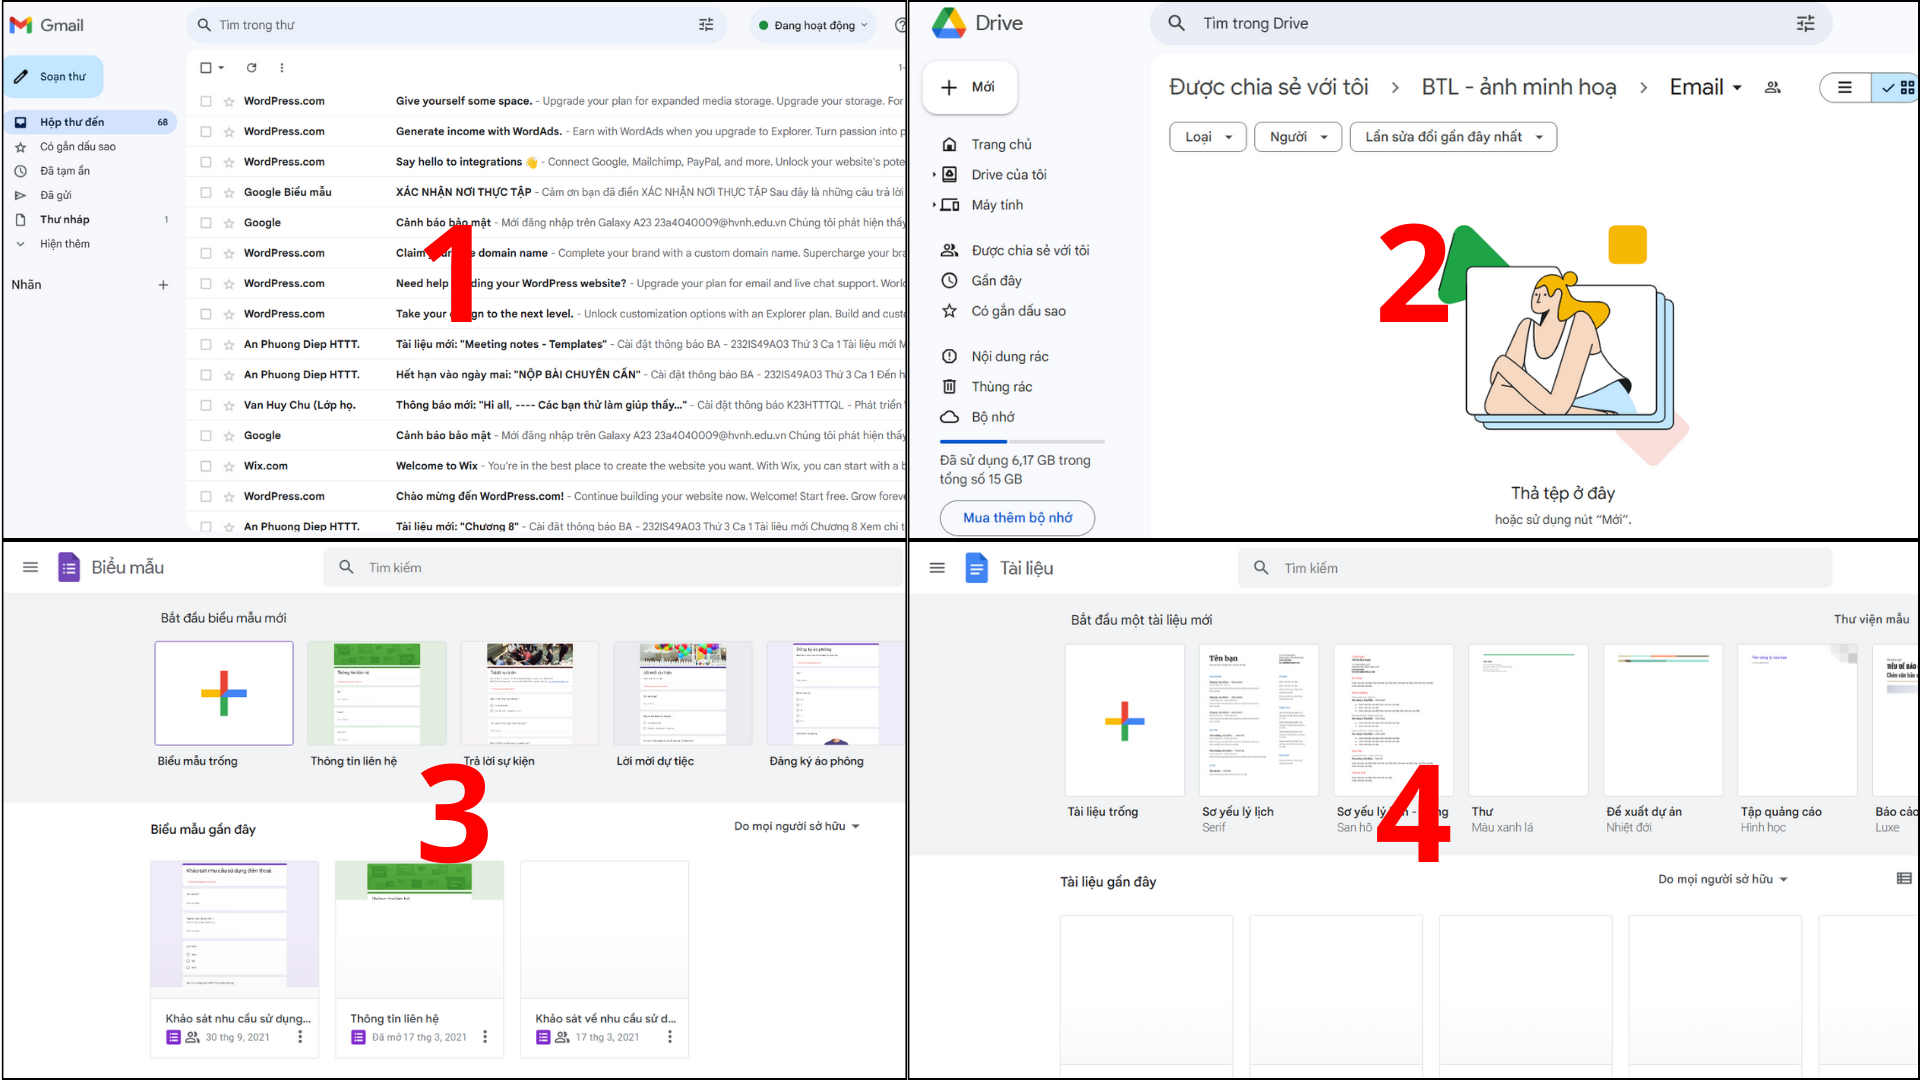 Gmail
Tìm trong thư
Đang hoạt động
Soạn thư
Hộp thư đến 68
Có gắn dấu sao
Đã tạm ẩn
Đã gửi
Thư nháp 1
Hiện thêm
Nhãn
1
WordPress.com Give yourself some space. - Upgrade your plan for expanded media storage. Upgrade your storage. For
WordPress.com Generate income with WordAds. - Earn with WordAds when you upgrade to Explorer. Turn passion into p
WordPress.com Say hello to integrations 👋 - Connect Google, Mailchimp, PayPal, and more. Unlock your website's pote
Google Biểu mẫu XÁC NHẬN NƠI THỰC TẬP - Cảm ơn bạn đã điền XÁC NHẬN NƠI THỰC TẬP Sau đây là những câu trả lời
Google Cảnh báo bảo mật - Mới đăng nhập trên Galaxy A23 23a4040009@hvnh.edu.vn Chúng tôi phát hiện thấy
WordPress.com domain name - Complete your brand with a custom domain name. Supercharge your bra
WordPress.com Need help your WordPress website? - Upgrade your plan for email and live chat support. Worl
WordPress.com Take your to the next level. - Unlock customization options with an Explorer plan. Build and custo
An Phuong Diep HTTT. Tài liệu mới: "Meeting notes - Templates" - Cài đặt thông báo BA - 232IS49A03 Thứ 3 Ca 1 Tài liệu mới M
An Phuong Diep HTTT. Hết hạn vào ngày mai: "NỘP BÀI CHUYÊN CẦN" - Cài đặt thông báo BA - 232IS49A03 Thứ 3 Ca 1 Đến h
Van Huy Chu (Lớp họ. Thông báo mới: "Hi all, ---- Các bạn thử làm giúp thầy..." - Cài đặt thông báo K23HTTTQL - Phát triển
Google Cảnh báo bảo mật - Mới đăng nhập trên Galaxy A23 23a4040009@hvnh.edu.vn Chúng tôi phát hiện thấy
Wix.com Welcome to Wix - You're in the best place to create the website you want. With Wix, you can start with a b
WordPress.com Chào mừng đến WordPress.com! - Continue building your website now. Welcome! Start free. Grow foreve
An Phuong Diep HTTT. Tài liệu mới: "Chương 8" - Cài đặt thông báo BA - 232IS49A03 Thứ 3 Ca 1 Tài liệu mới Chương 8 Xem chi t
Drive
Tìm trong Drive
Mới
Trang chủ
Drive của tôi
Máy tính
Được chia sẻ với tôi
Gần đây
Có gắn dấu sao
Nội dung rác
Thùng rác
Bộ nhớ
Đã sử dụng 6,17 GB trong
tổng số 15 GB
Mua thêm bộ nhớ
Được chia sẻ với tôi > BTL - ảnh minh hoạ > Email
Loại Người Lần sửa đổi gần đây nhất
2
Thả tệp ở đây
hoặc sử dụng nút “Mới”.
Biểu mẫu
Tìm kiếm
Bắt đầu biểu mẫu mới
Thông tin liên hệ
Đăng ký áo phông
Biểu mẫu trống Thông tin liên hệ Trả lời sự kiện Lời mời dự tiệc Đăng ký áo phông
3
Biểu mẫu gần đây
Do mọi người sở hữu
Khảo sát nhu cầu sử dụng điện thoại
Khảo sát nhu cầu sử dụng... Thông tin liên hệ Khảo sát về nhu cầu sử d...
30 thg 9, 2021 Đã mở 17 thg 3, 2021 17 thg 3, 2021
Tài liệu
Tìm kiếm
Bắt đầu một tài liệu mới
Thư viện mẫu
Tên bạn
Tài liệu trống Sơ yếu lý lịch Sơ yếu lý Thư Đề xuất dự án Tập quảng cáo Báo cáo
Serif San hô Màu xanh lá Nhiệt đới Hình học Luxe
4
Tài liệu gần đây
Do mọi người sở hữu